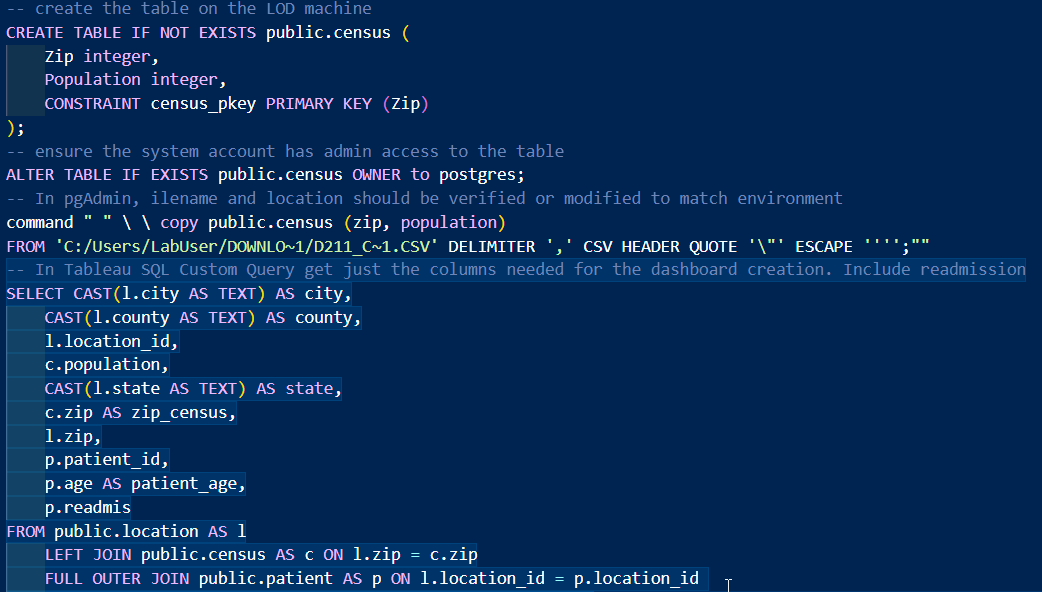 -- create the table on the LOD machine
CREATE TABLE IF NOT EXISTS public.census (
Zip integer,
Population integer,
CONSTRAINT census_pkey PRIMARY KEY (Zip)
);
-- ensure the system account has admin access to the table
ALTER TABLE IF EXISTS public.census OWNER to postgres;
-- In pgAdmin, ilename and location should be verified or modified to match environment
command " " \ \ copy public.census (zip, population)
FROM 'C:/Users/LabUser/DOWNLO~1/D211_C~1.CSV' DELIMITER ',' CSV HEADER QUOTE '\"' ESCAPE '''';""
-- In Tableau SQL Custom Query get just the columns needed for the dashboard creation. Include readmission
SELECT CAST(l.city AS TEXT) AS city,
CAST(l.county AS TEXT) AS county,
l.location_id,
c.population,
CAST(l.state AS TEXT) AS state,
c.zip AS zip_census,
l.zip,
p.patient_id,
p.age AS patient_age,
p.readmis
FROM public.location AS l
LEFT JOIN public.census AS c ON l.zip = c.zip
FULL OUTER JOIN public.patient AS p ON l.location_id = p.location_id